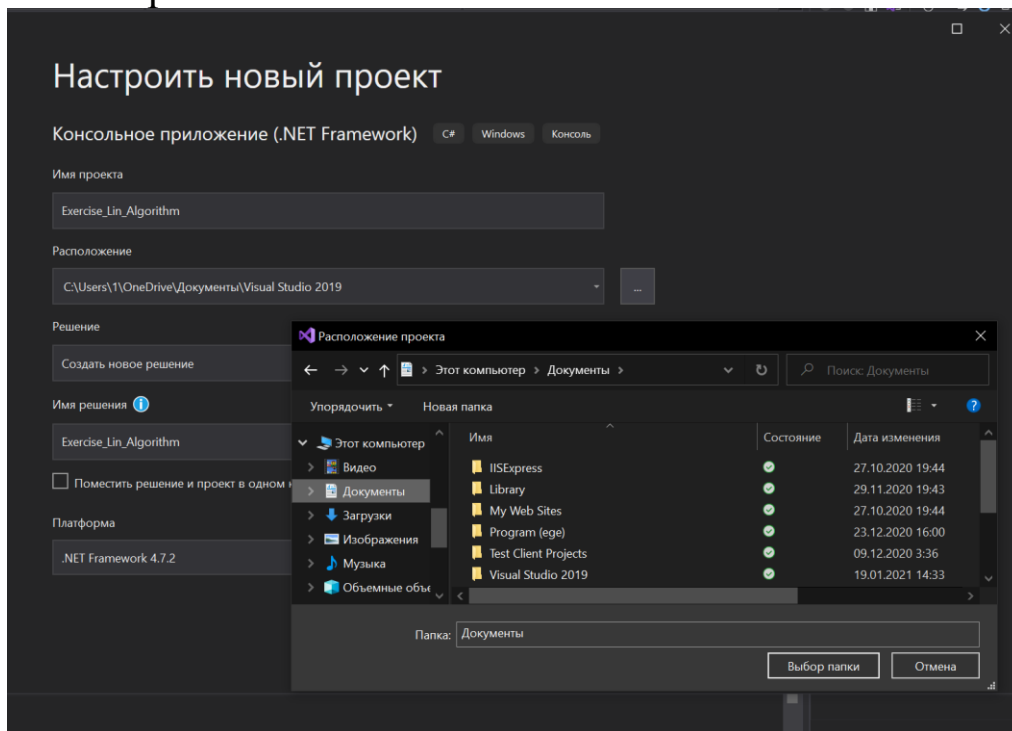 Настроить новый проект
Консольное приложение (.NET Framework) C# Windows Консоль
Имя проекта
Exercise_Lin_Algorithm
Расположение
C:\Users\1\OneDrive\Документы\Visual Studio 2019
...
Решение
Создать новое решение
Имя решения
Exercise_Lin_Algorithm
Поместить решение и проект в одном
Платформа
.NET Framework 4.7.2
Расположение проекта
Этот компьютер > Документы >
Поиск: Документы
Упорядочить Новая папка
Этот компьютер
Видео
Документы
Загрузки
Изображения
Музыка
Объемные объе
Имя Состояние Дата изменения
IISExpress 27.10.2020 19:44
Library 29.11.2020 19:43
My Web Sites 27.10.2020 19:44
Program (ege) 23.12.2020 16:00
Test Client Projects 09.12.2020 3:36
Visual Studio 2019 19.01.2021 14:33
Папка: Документы
Выбор папки Отмена